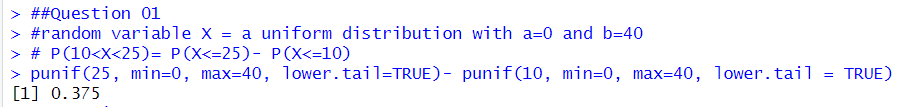 > ##Question 01
> #random variable X = a uniform distribution with a=0 and b=40
> # P(10<X<25)= P(X<=25)- P(X<=10)
> punif(25, min=0, max=40, lower.tail=TRUE)- punif(10, min=0, max=40, lower.tail = TRUE)
[1] 0.375